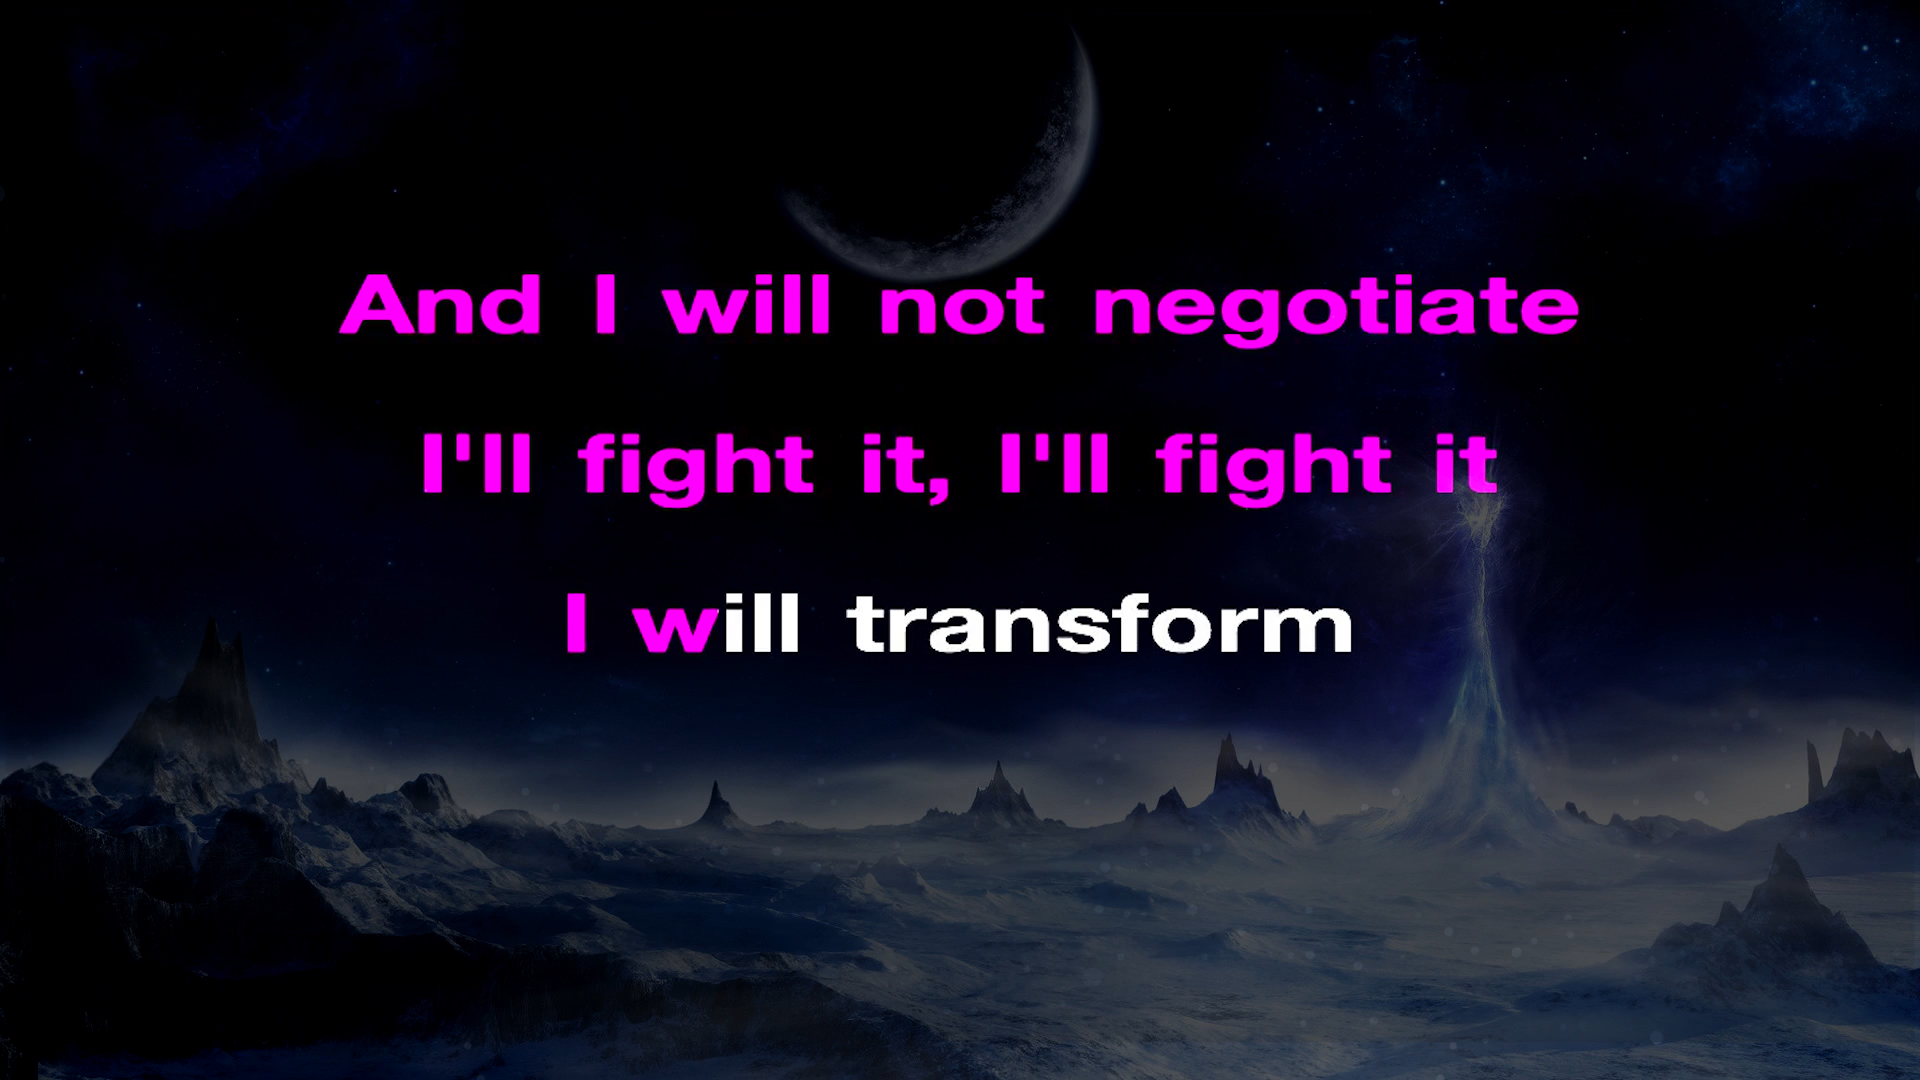 And I will not negotiate
I'll fight it, I'll fight it
I will transform